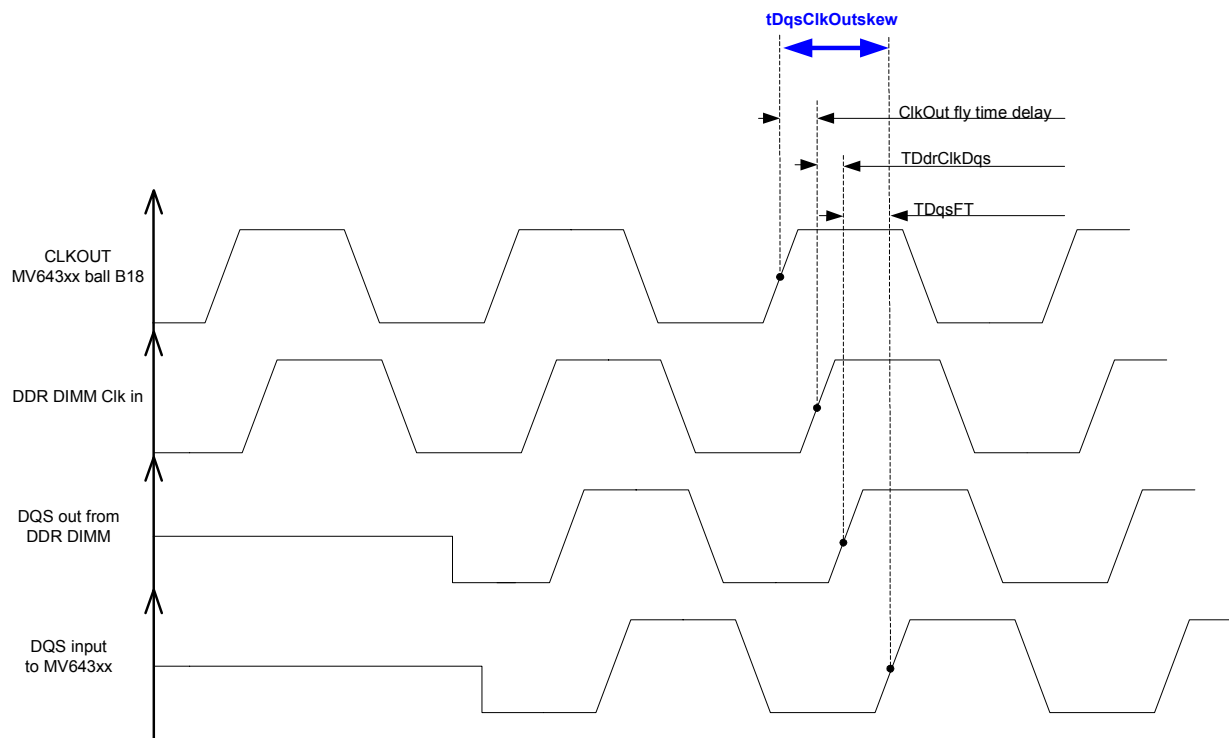 tDqsClkOutskew
ClkOut fly time delay
TDdrClkDqs
TDqsFT
CLKOUT
MV643xx ball B18
DDR DIMM Clk in
DQS out from
DDR DIMM
DQS input
to MV643xx